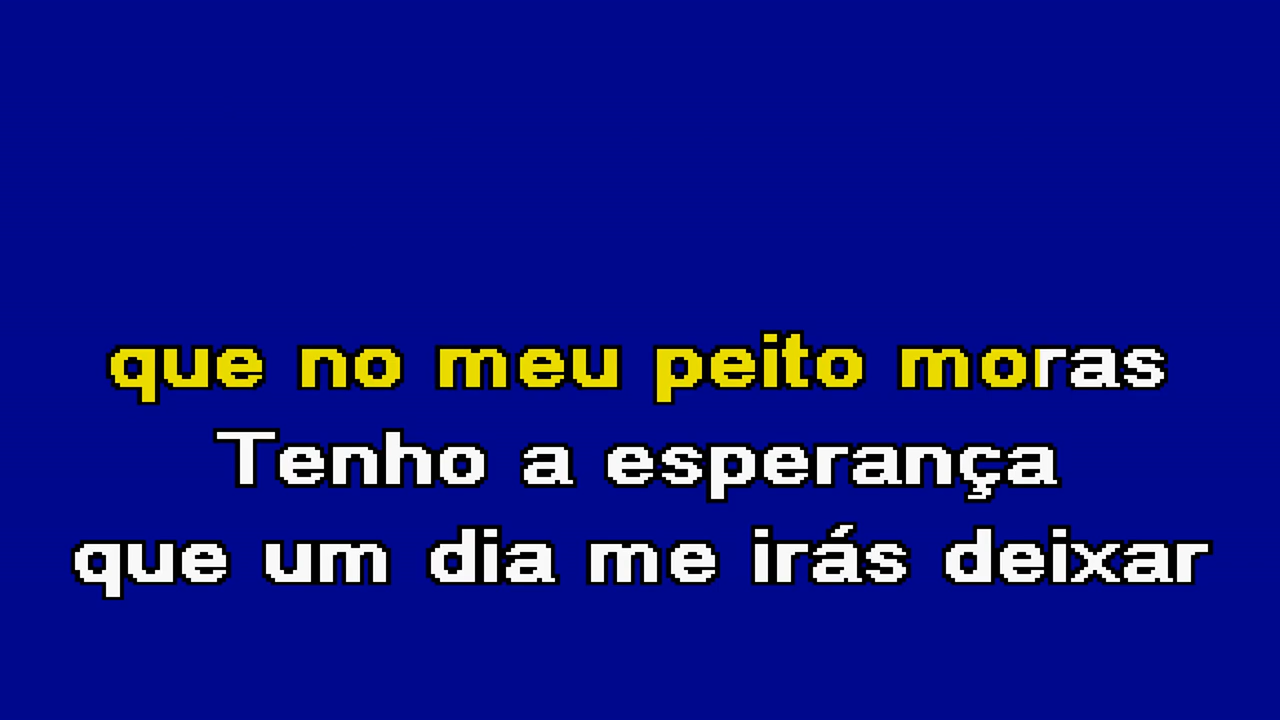 que no meu peito moras
Tenho a esperança
que um dia me irás deixar